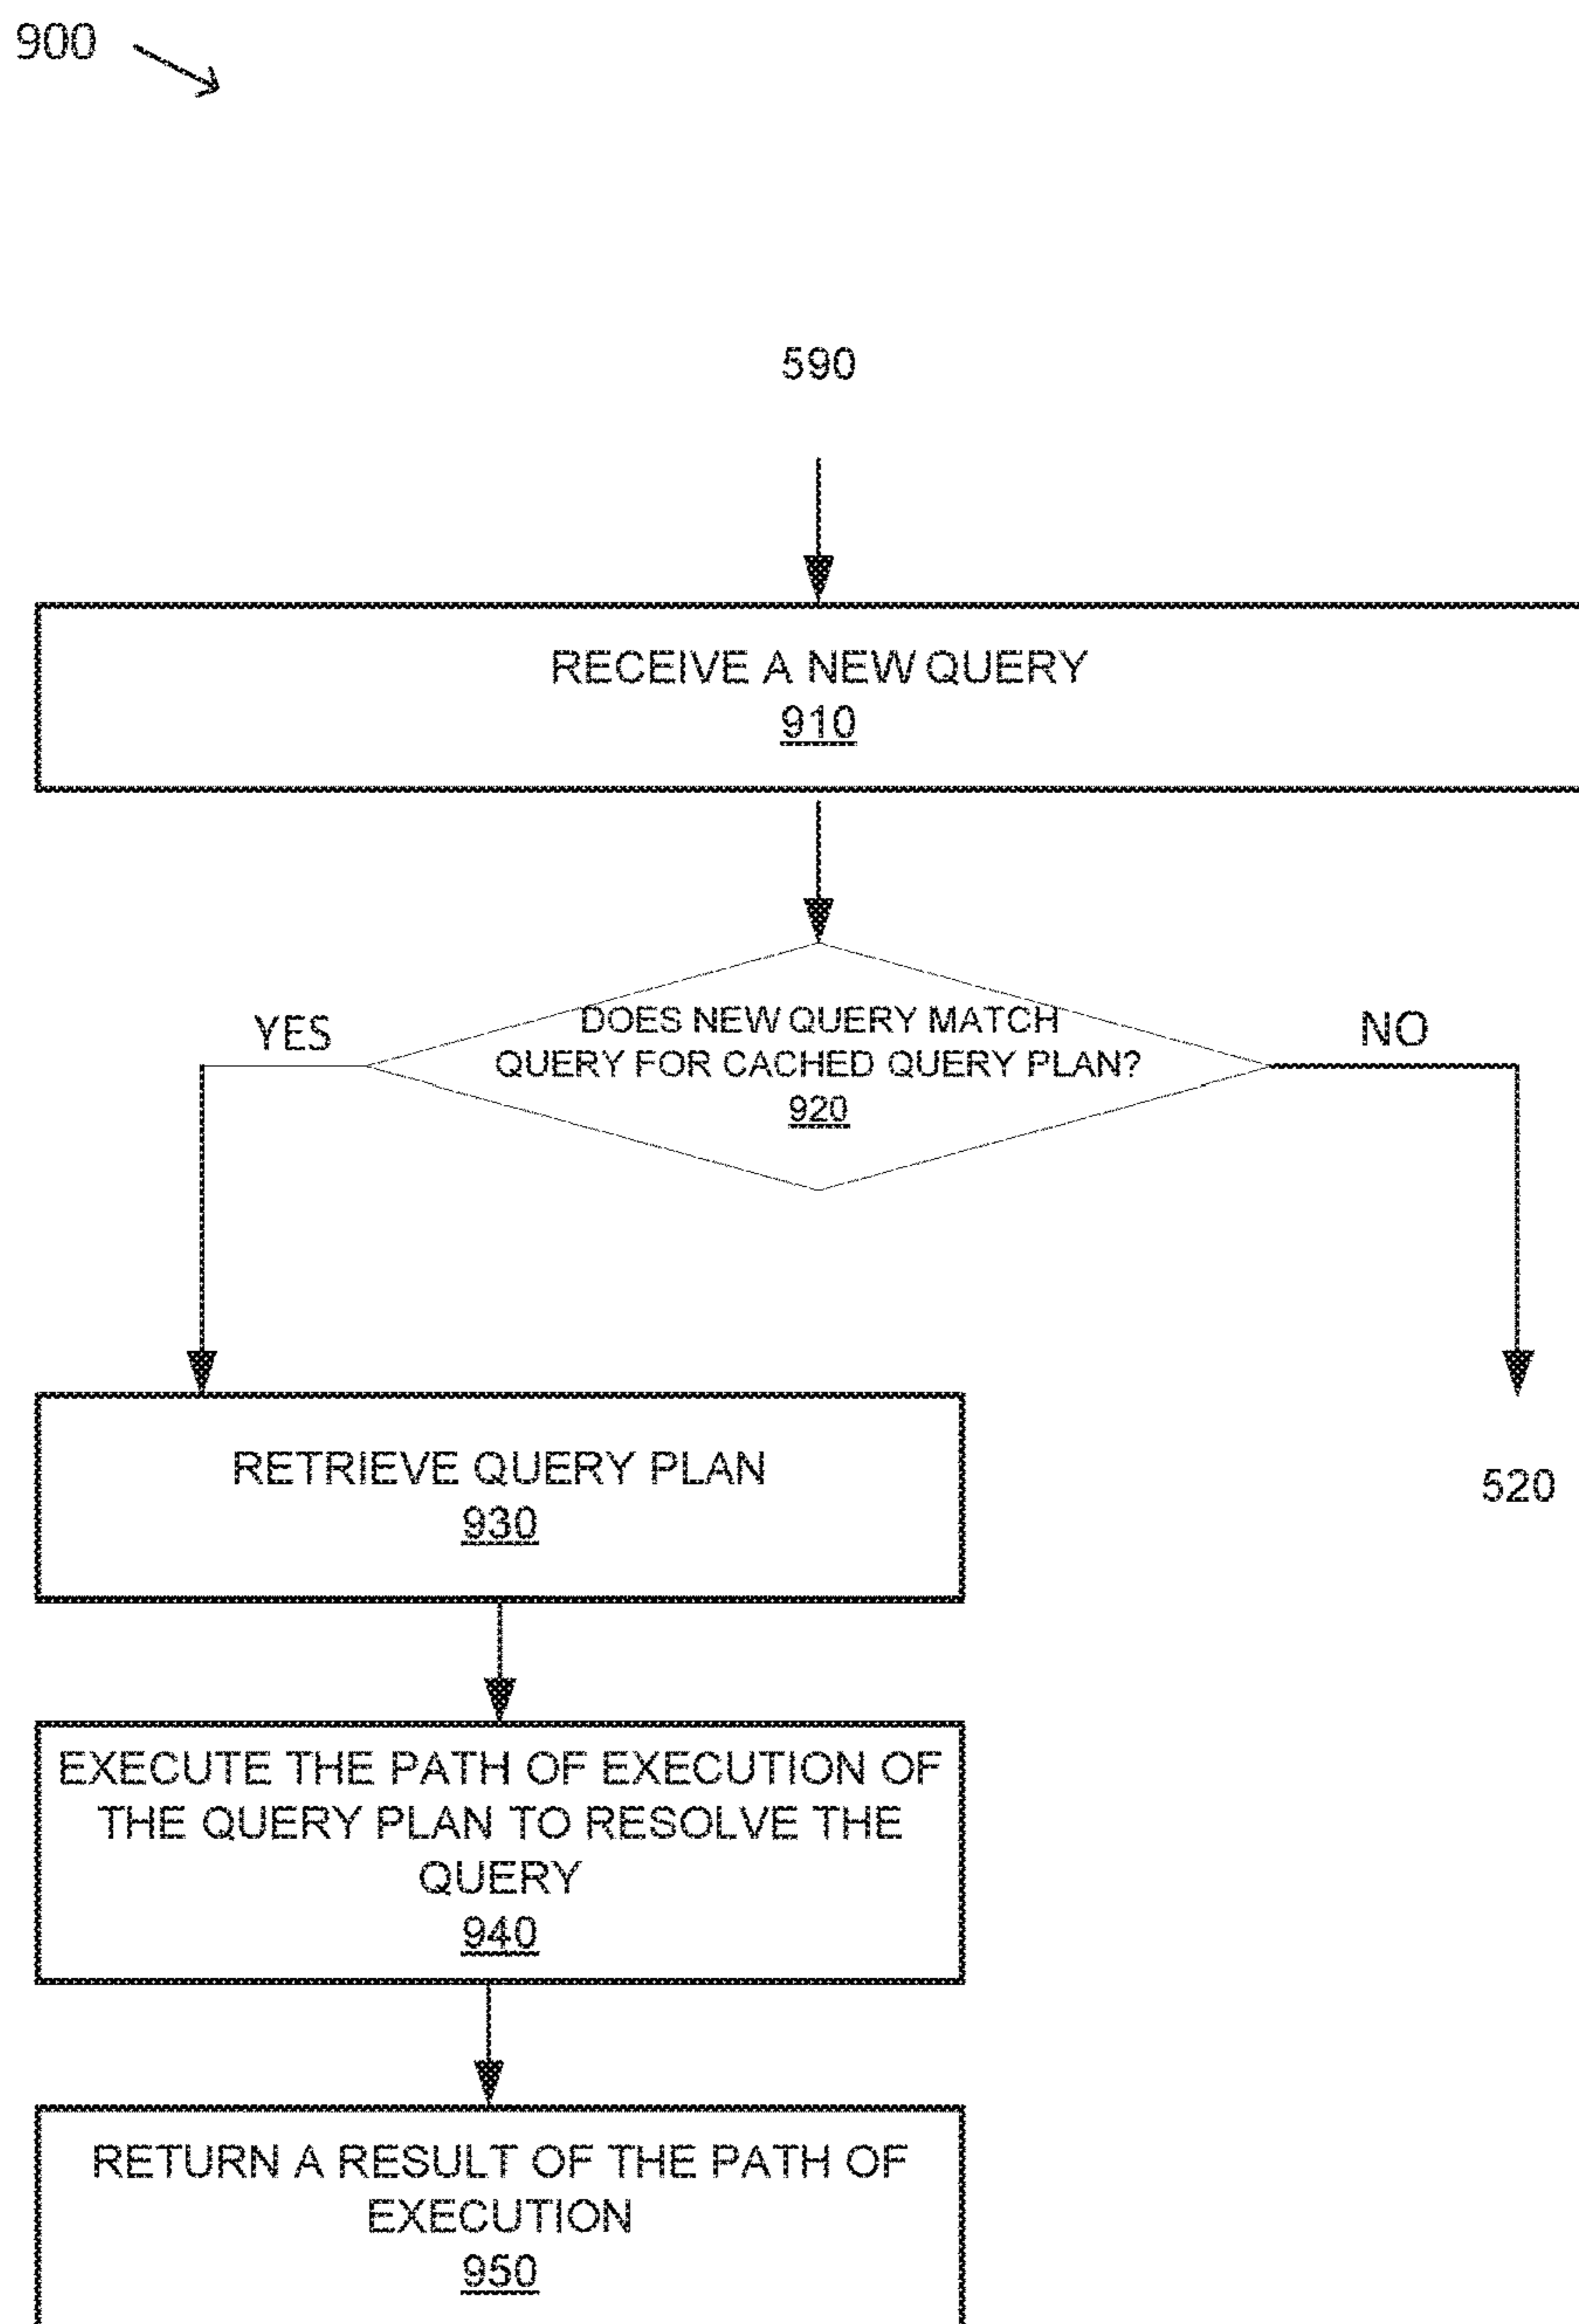 900
590
RECEIVE A NEW QUERY
910
DOES NEW QUERY MATCH
QUERY FOR CACHED QUERY PLAN?
920
YES
NO
RETRIEVE QUERY PLAN
930
520
EXECUTE THE PATH OF EXECUTION OF
THE QUERY PLAN TO RESOLVE THE
QUERY
940
RETURN A RESULT OF THE PATH OF
EXECUTION
950